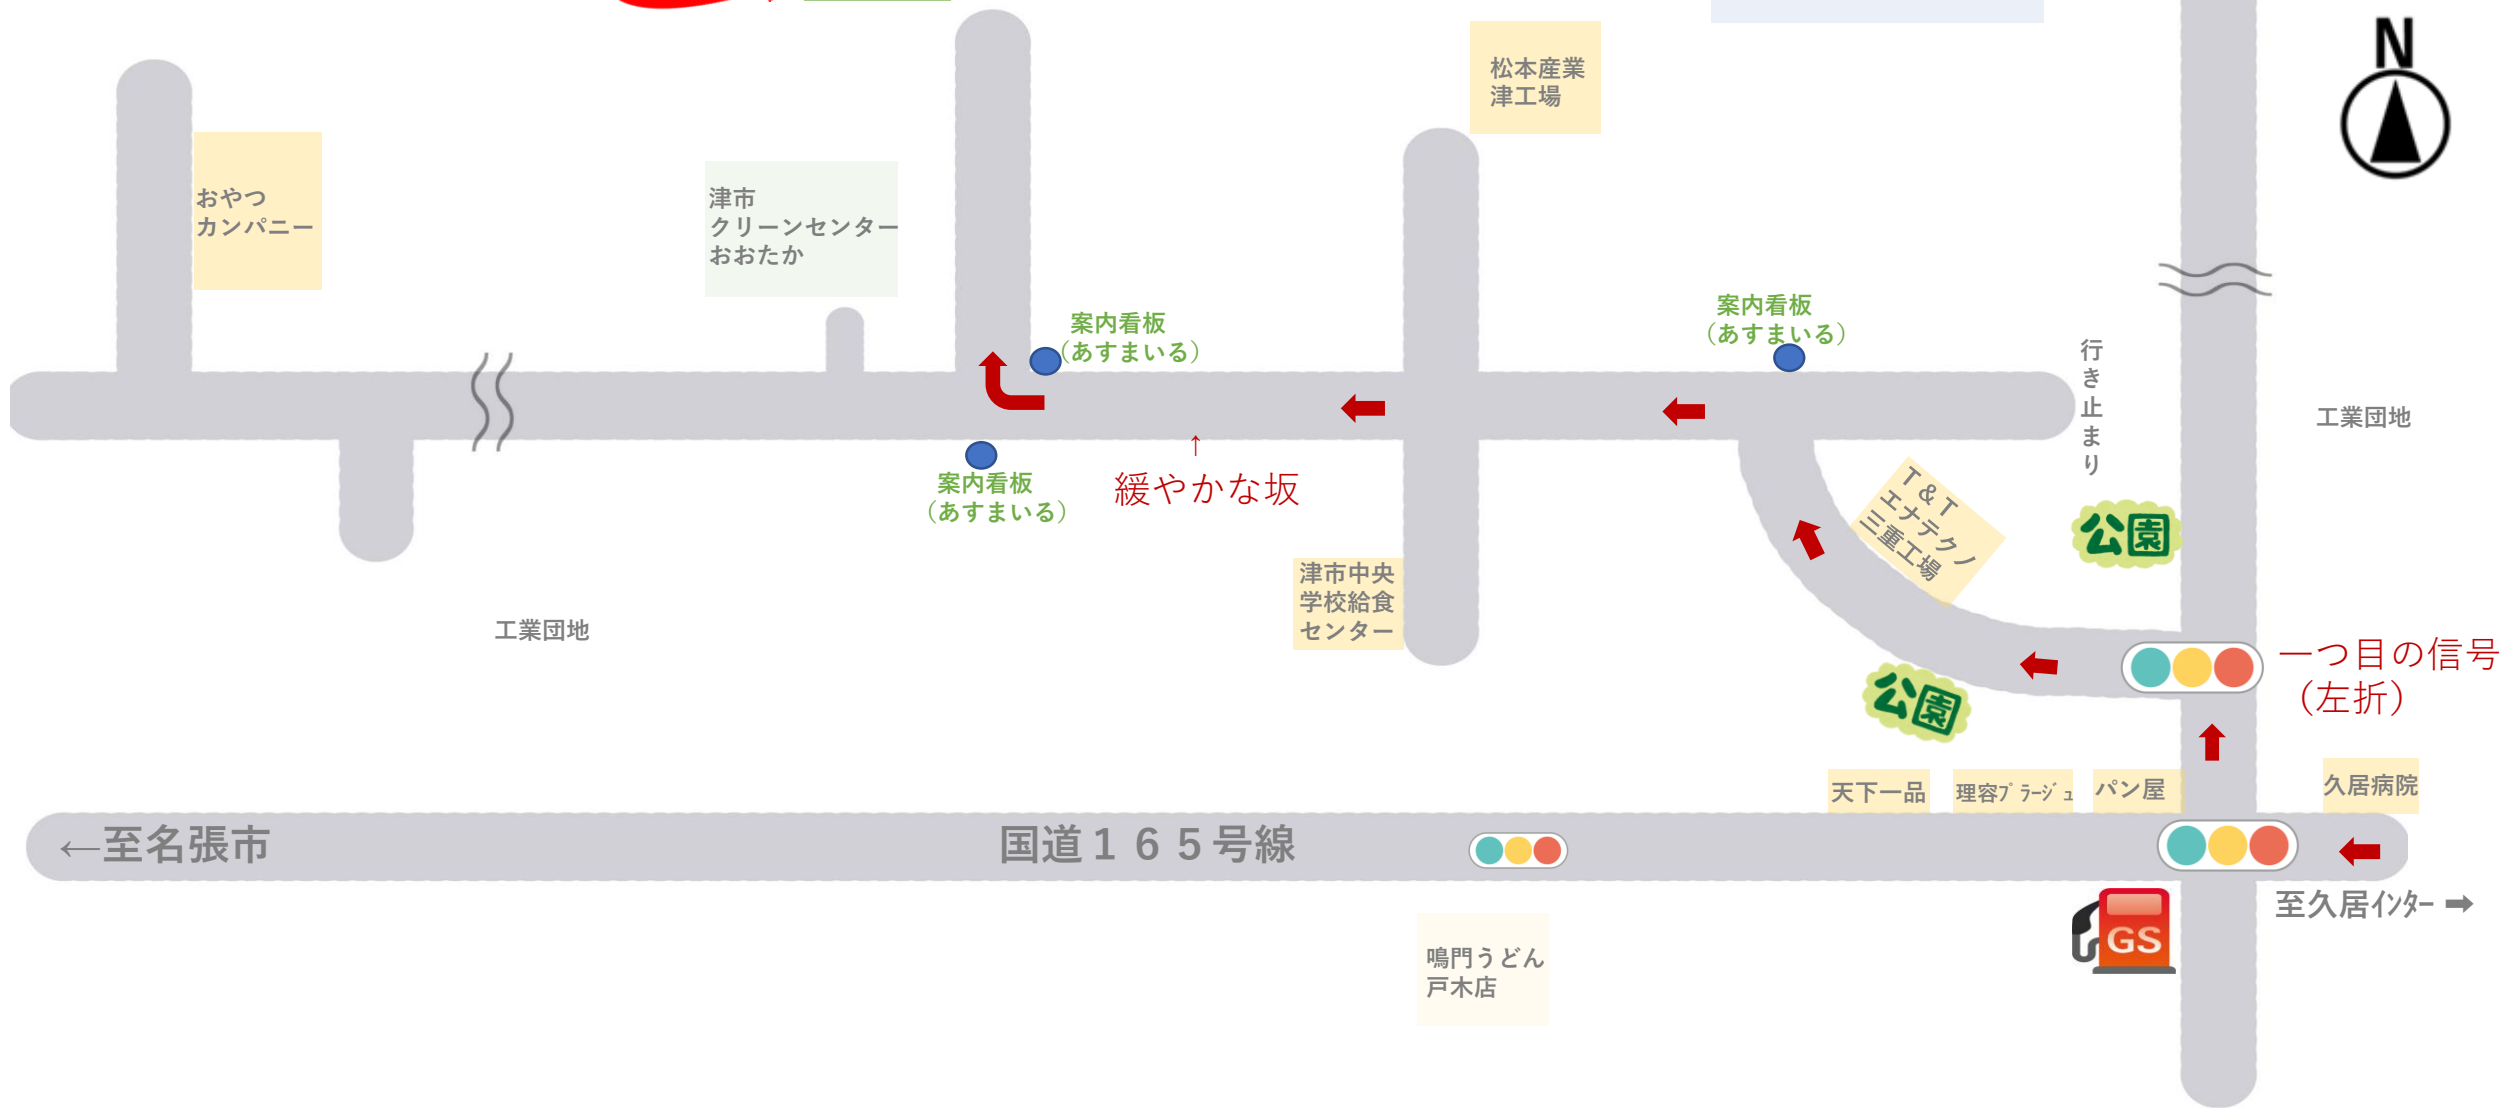 N
松本産業
津工場
おやつ
カンパニー
津市
クリーンセンター
おおたか
案内看板
（あすまいる）
案内看板
（あすまいる）
行き止まり
工業団地
↑
緩やかな坂
案内看板
（あすまいる）
T&T
エナテクノ
三重工場
公園
津市中央
学校給食
センター
工業団地
一つ目の信号
（左折）
公園
天下一品
理容ﾌﾟﾗｰｼﾞｭ
パン屋
久居病院
←至名張市
国道１６５号線
至久居ｲﾝﾀｰ ➡
GS
鳴門うどん
戸木店